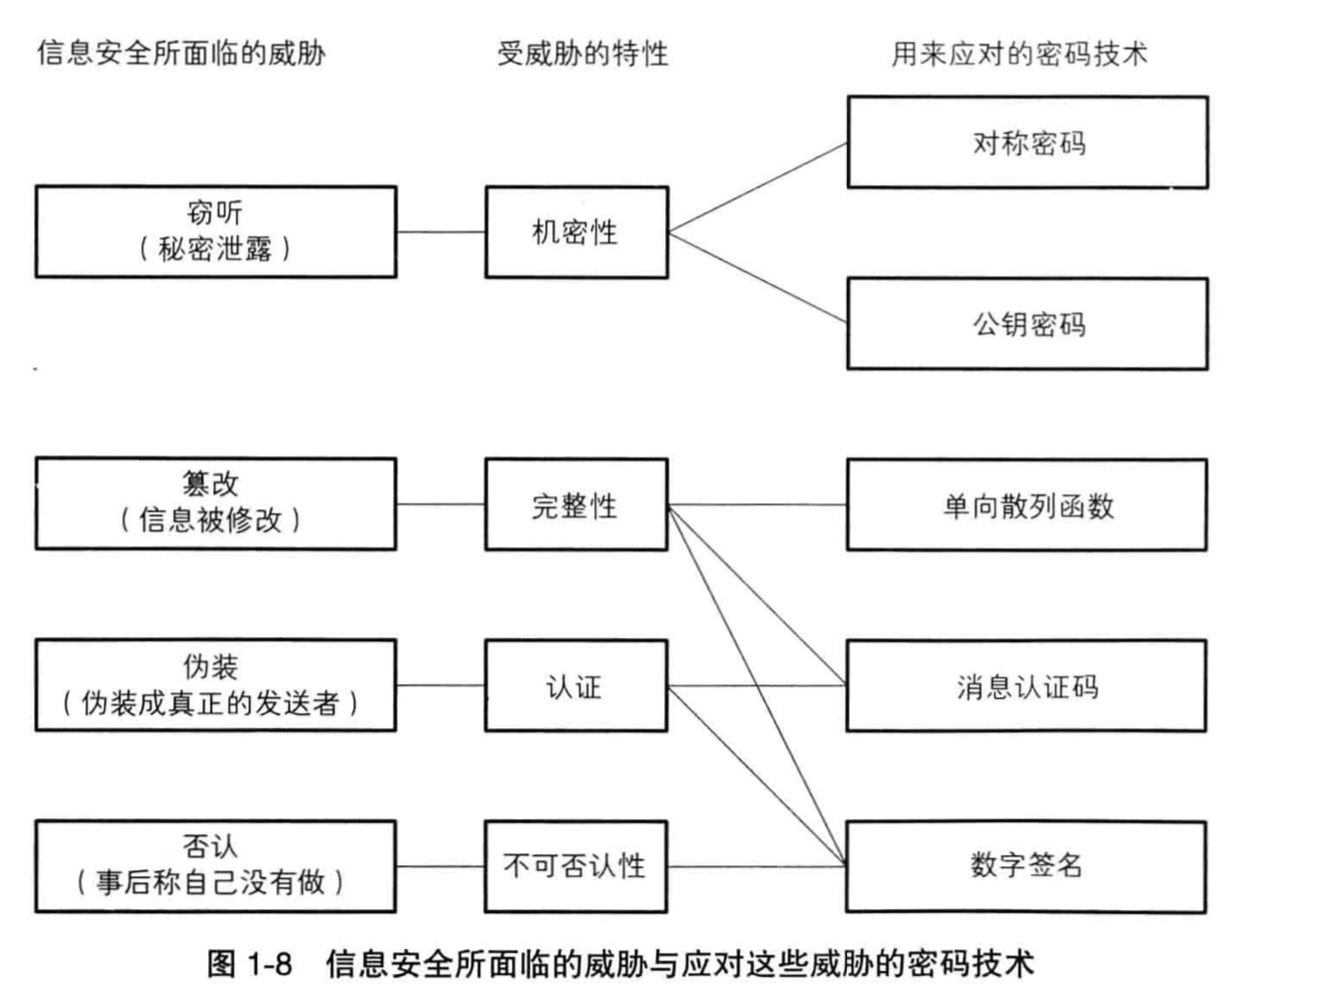 信息安全所面临的威胁
受威胁的特性
用来应对的密码技术
对称密码
窃听
（秘密泄露）
机密性
公钥密码
篡改
（信息被修改）
完整性
单向散列函数
伪装
（伪装成真正的发送者）
认证
消息认证码
否认
（事后称自己没有做）
不可否认性
数字签名
图 1-8 信息安全所面临的威胁与应对这些威胁的密码技术